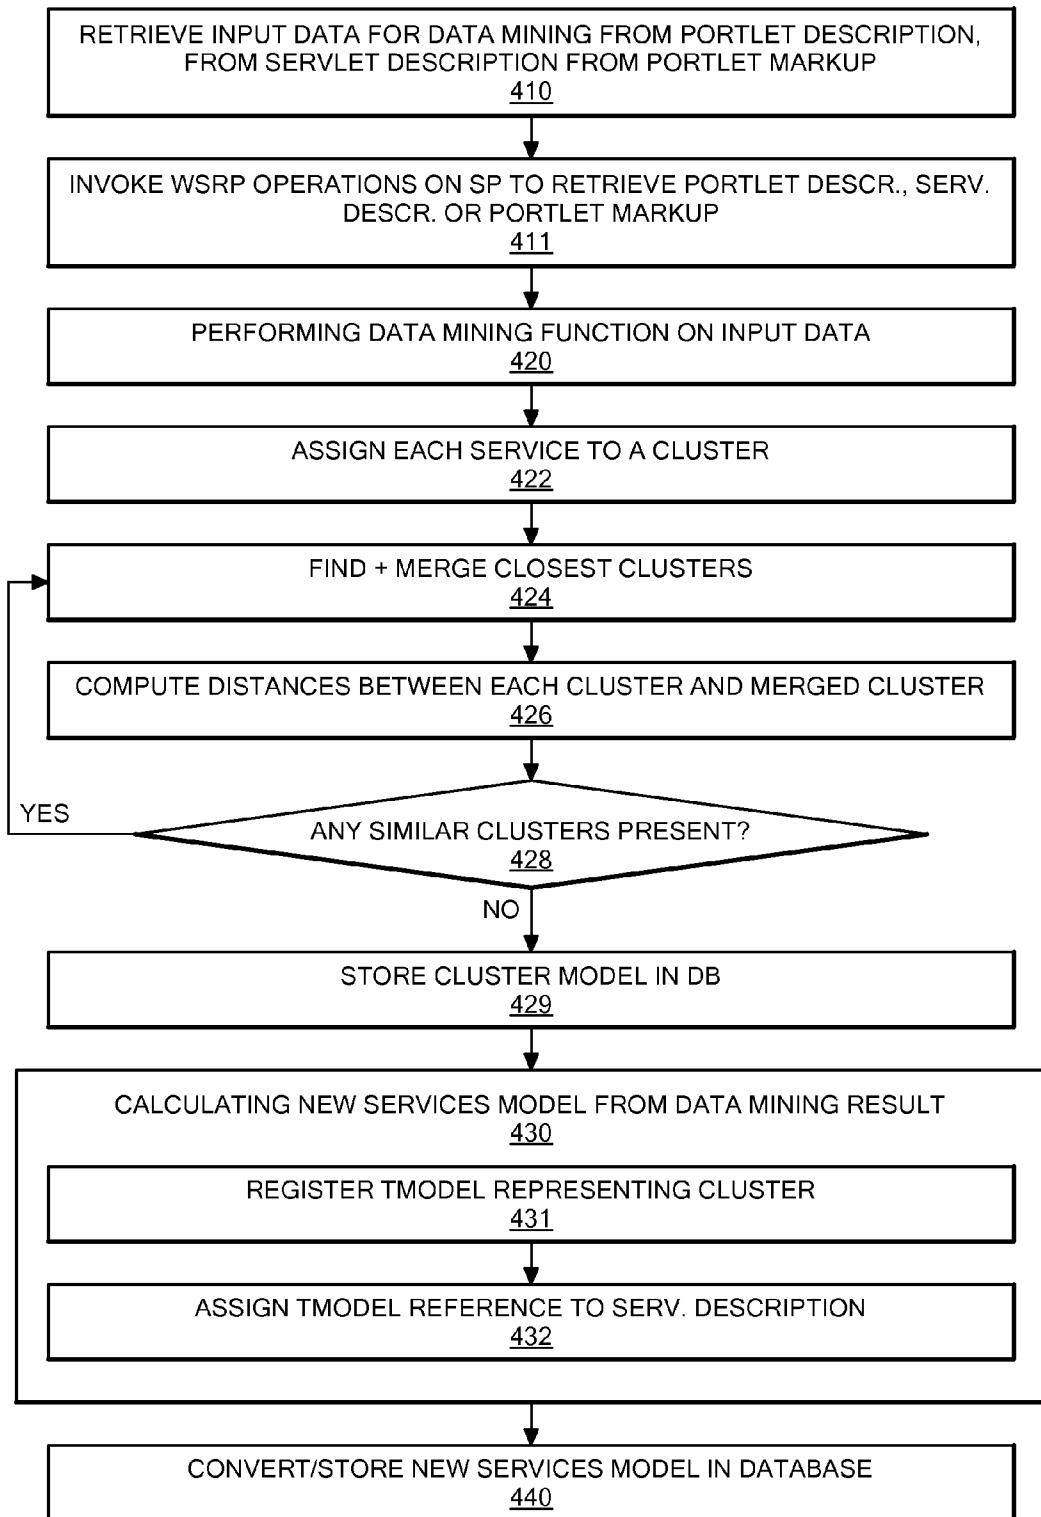 RETRIEVE INPUT DATA FOR DATA MINING FROM PORTLET DESCRIPTION,
FROM SERVLET DESCRIPTION FROM PORTLET MARKUP
410
INVOKE WSRP OPERATIONS ON SP TO RETRIEVE PORTLET DESCR., SERV.
DESCR. OR PORTLET MARKUP
411
PERFORMING DATA MINING FUNCTION ON INPUT DATA
420
ASSIGN EACH SERVICE TO A CLUSTER
422
FIND + MERGE CLOSEST CLUSTERS
424
COMPUTE DISTANCES BETWEEN EACH CLUSTER AND MERGED CLUSTER
426
YES
ANY SIMILAR CLUSTERS PRESENT?
428
NO
STORE CLUSTER MODEL IN DB
429
CALCULATING NEW SERVICES MODEL FROM DATA MINING RESULT
430
REGISTER TMODEL REPRESENTING CLUSTER
431
ASSIGN TMODEL REFERENCE TO SERV. DESCRIPTION
432
CONVERT/STORE NEW SERVICES MODEL IN DATABASE
440